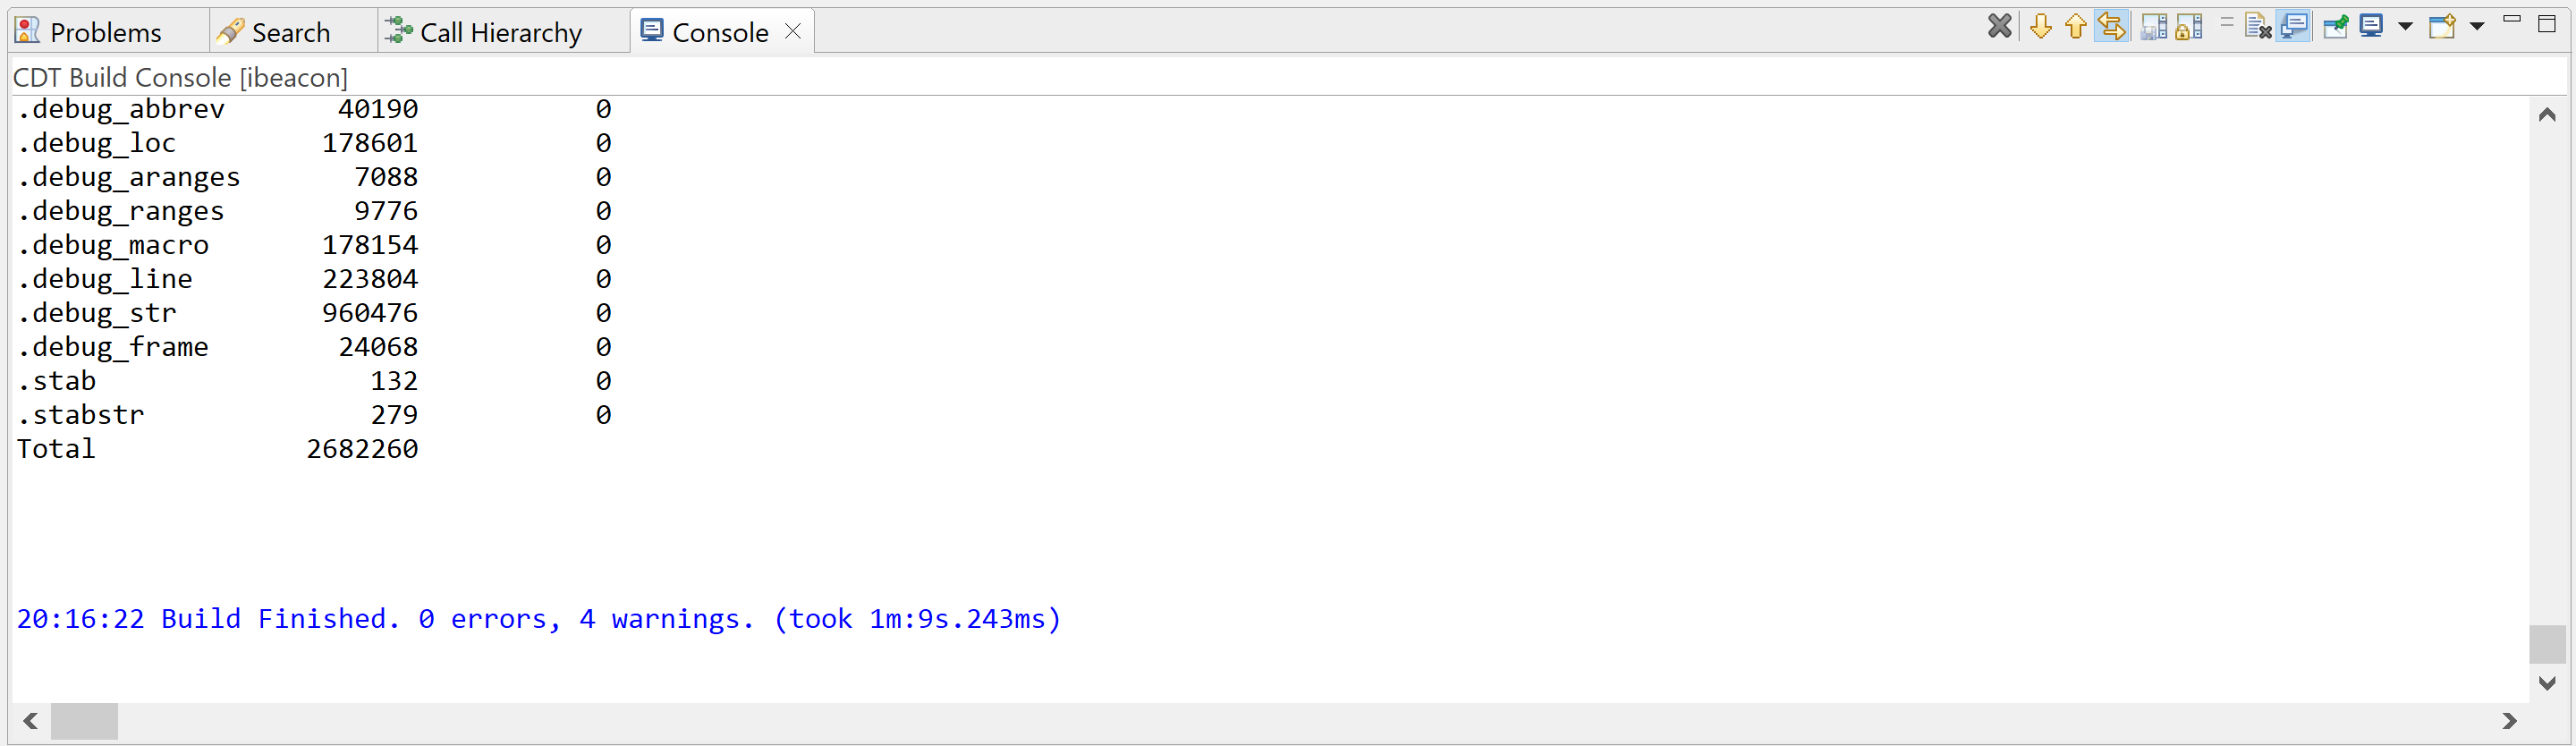 Problems Search Call Hierarchy Console
CDT Build Console [ibeacon]
.debug_abbrev 40190 0
.debug_loc 178601 0
.debug_aranges 7088 0
.debug_ranges 9776 0
.debug_macro 178154 0
.debug_line 223804 0
.debug_str 960476 0
.debug_frame 24068 0
.stab 132 0
.stabstr 279 0
Total 2682260
20:16:22 Build Finished. 0 errors, 4 warnings. (took 1m:9s.243ms)